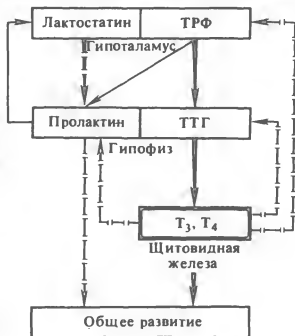 Лактостатин ТРФ
Гипоталамус
Пролактин ТТГ
Гипофиз
Т3, Т4
Щитовидная
железа
Общее развитие